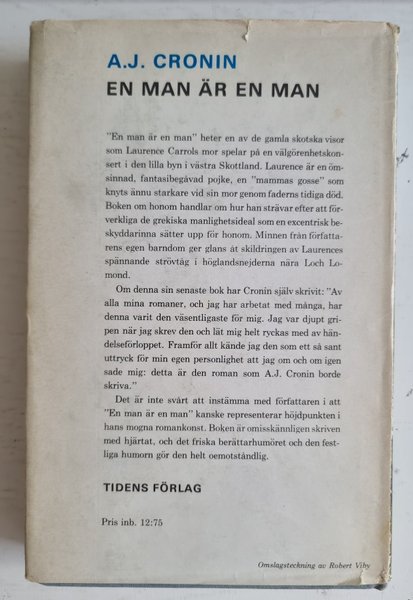 A.J. CRONIN
EN MAN ÄR EN MAN
"En man är en man" heter en av de gamla skotska visor
som Laurence Carrols mor spelar på en välgörenhetskon-
sert i den lilla byn i västra Skottland. Laurence är en öm-
sinnad, fantasibegåvad pojke, en "mammas gosse" som
knyts ännu starkare vid sin mor genom faderns tidiga död.
Boken om honom handlar om hur han strävar efter att för-
verkliga de grekiska manlighetsideal som en excentrisk be-
skyddarinna sätter upp för honom. Minnen från författa-
rens egen barndom ger glans åt skildringen av Laurences
spännande strövtåg i höglandsnejderna nära Loch Lo-
mond.
Om denna sin senaste bok har Cronin själv skrivit: "Av
alla mina romaner, och jag har arbetat med många, har
denna varit den väsentligaste för mig. Jag var djupt gri-
pen när jag skrev den och lät mig helt ryckas med av hän-
delseförloppet. Framför allt kände jag den som ett så sant
uttryck för min egen personlighet att jag om och om igen
sade mig: detta är den roman som A.J. Cronin borde
skriva."
Det är inte svårt att instämma med författaren i att
"En man är en man" kanske representerar höjdpunkten i
hans mogna romankonst. Boken är omisskännligen skriven
med hjärtat, och det friska berättarhumöret och den fest-
liga humorn gör den helt oemotståndlig.
TIDENS FÖRLAG
Pris inb. 12:75
Omslagsteckning av Robert Viby